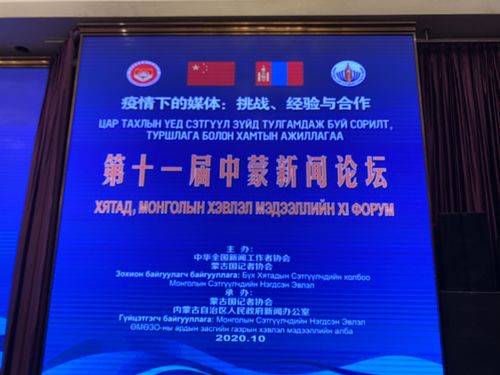 疫情下的媒体：挑战、经验与合作
ЦАР ТАХЛЫН ҮЕД СЭТГҮҮЛ ЗҮЙД ТУЛГАМДАЖ БУЙ СОРИЛТ,
ТУРШЛАГА БОЛОН ХАМТЫН АЖИЛЛАГАА
第十一届中蒙新闻论坛
ХЯТАД, МОНГОЛЫН ХЭВЛЭЛ МЭДЭЭЛЛИЙН XI ФОРУМ
主 办：
中华全国新闻工作者协会
蒙古国记者协会
Зохион байгуулагч байгууллага: Бүх Хятадын Сэтгүүлчдийн холбоо
Монголын Сэтгүүлчдийн Нэгдсэн Эвлэл
承 办：
蒙古国记者协会
内蒙古自治区人民政府新闻办公室
Гүйцэтгэгч байгууллага: Монголын Сэтгүүлчдийн Нэгдсэн Эвлэл
ӨМӨЗО-ны ардын засгийн газрын хэвлэл мэдээллийн алба
2020.10